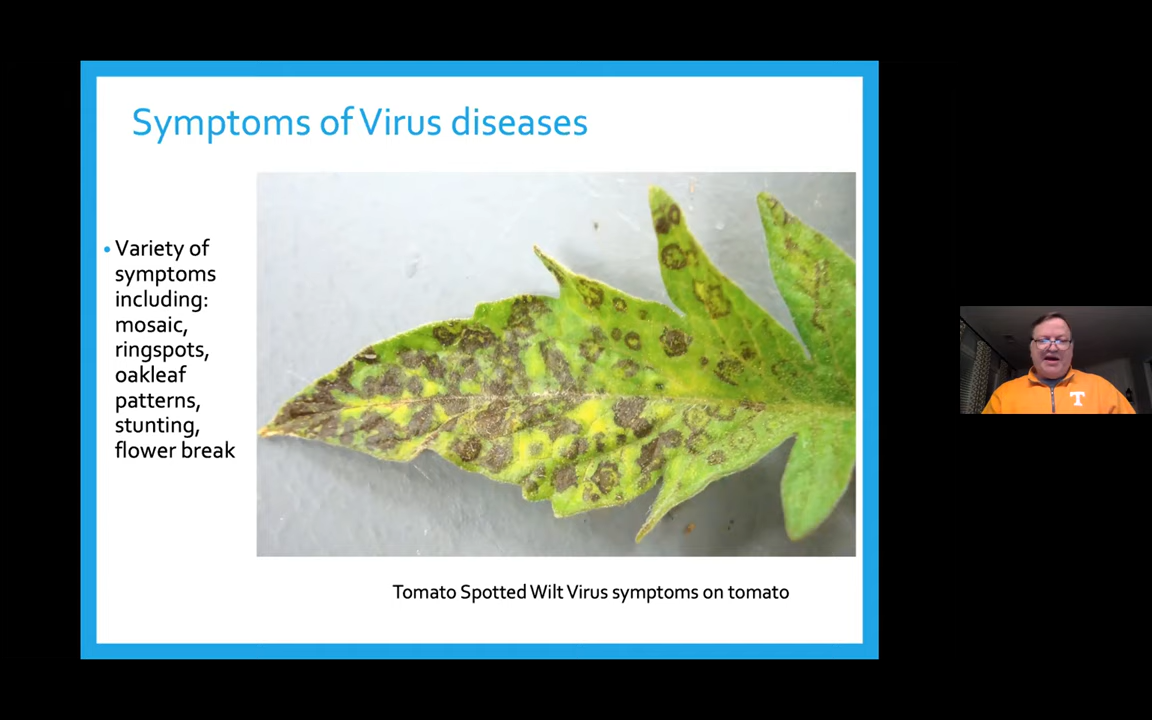 Symptoms of Virus diseases
• Variety of
symptoms
including:
mosaic,
ringspots,
oakleaf
patterns,
stunting,
flower break
Tomato Spotted Wilt Virus symptoms on tomato
T